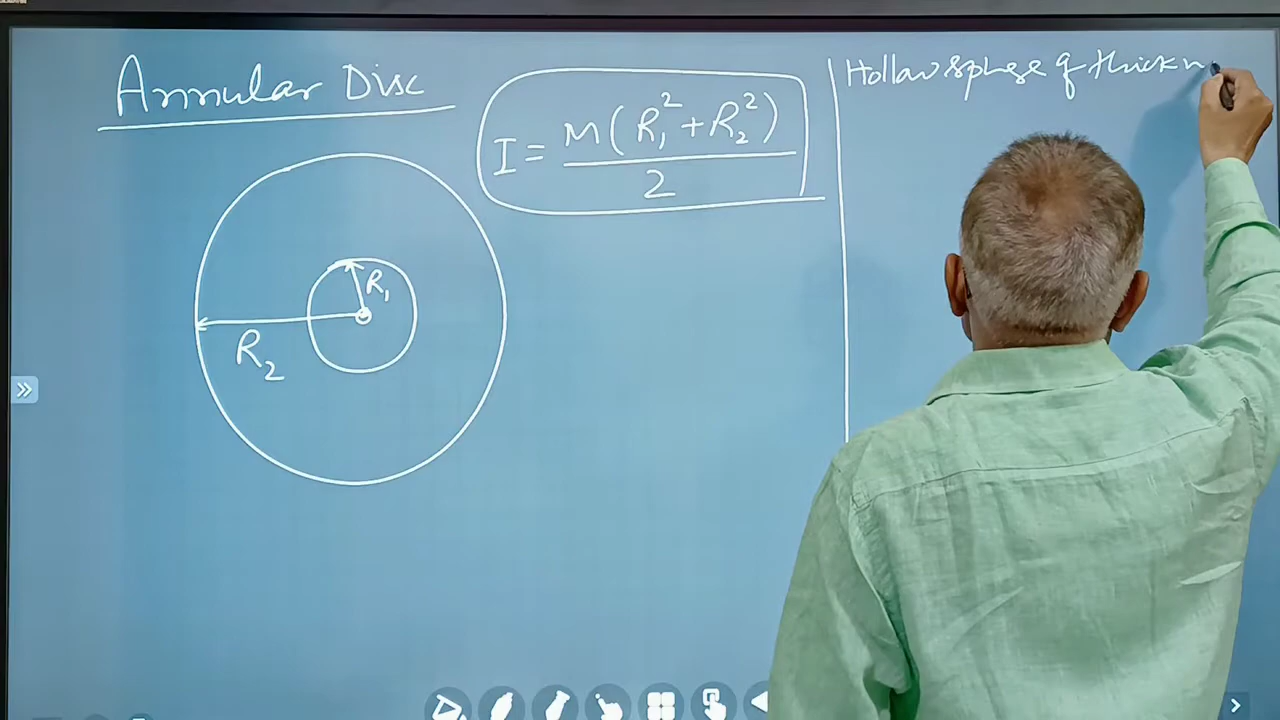 Annular Disc
I = M(R₁² + R₂²) / 2
R₁
R₂
Hollow sphere of thickn